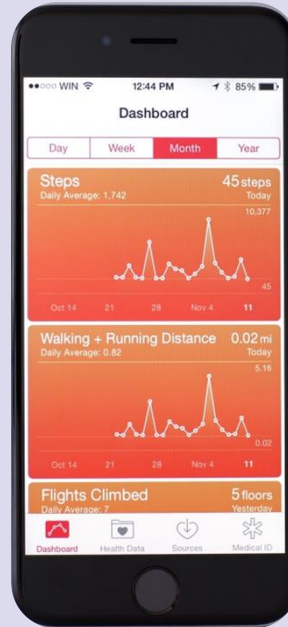 WIN 12:44 PM 85%
Dashboard
Day Week Month Year
Steps 45 steps
Daily Average: 1,742 Today
10,377
45
Oct 14 21 28 Nov 4 11
Walking + Running Distance 0.02 mi
Daily Average: 0.82 Today
5.16
0.02
Oct 14 21 28 Nov 4 11
Flights Climbed 5 floors
Daily Average: 7 Yesterday
Dashboard Health Data Sources Medical ID